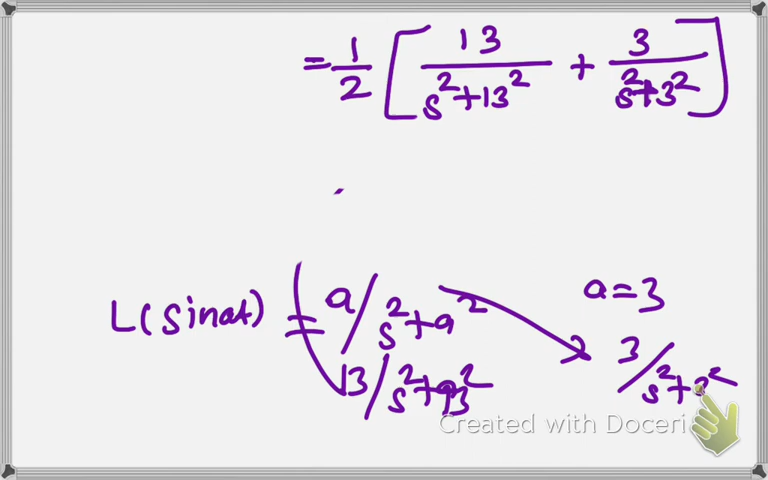 = 1/2 [ 13/s²+13² + 3/s²+3² ]
L(sinat) = a/s²+a²
a=3
13/s²+13²
3/s²+3²
Created with Doceri